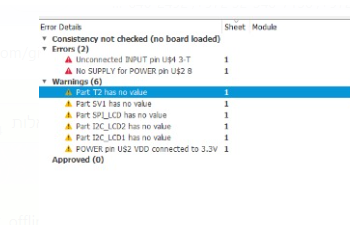 Error Details Sheet Module
Consistency not checked (no board loaded)
Errors (2)
Unconnected INPUT pin U$4 3-T 1
No SUPPLY for POWER pin U$2 8 1
Warnings (6)
Part T2 has no value 1
Part SV1 has no value 1
Part SPI_LCD has no value 1
Part I2C_LCD2 has no value 1
Part I2C_LCD1 has no value 1
POWER pin U$2 VDD connected to 3.3V 1
Approved (0)